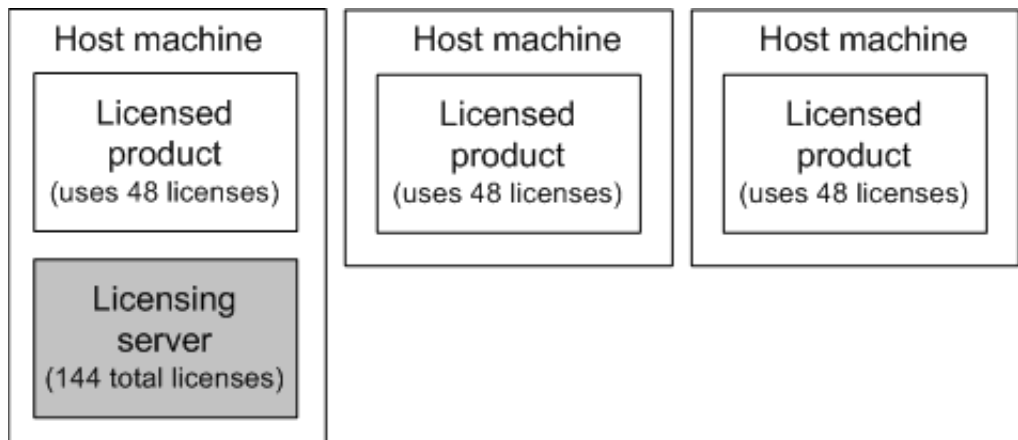 Host machine
Licensed
product
(uses 48 licenses)
Licensing
server
(144 total licenses)
Host machine
Licensed
product
(uses 48 licenses)
Host machine
Licensed
product
(uses 48 licenses)